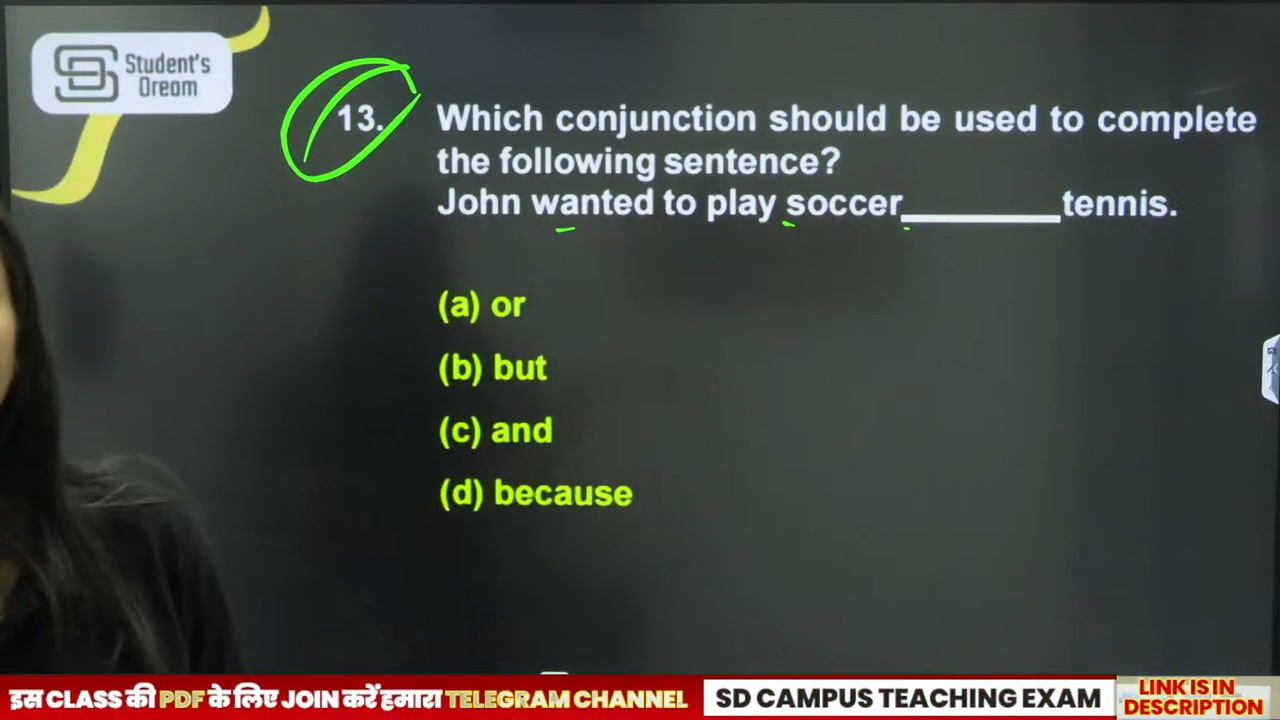 Student's
Dream
13. Which conjunction should be used to complete
the following sentence?
John wanted to play soccer________tennis.
(a) or
(b) but
(c) and
(d) because
इस CLASS की PDF के लिए JOIN करें हमारा TELEGRAM CHANNEL
SD CAMPUS TEACHING EXAM
LINK IS IN
DESCRIPTION